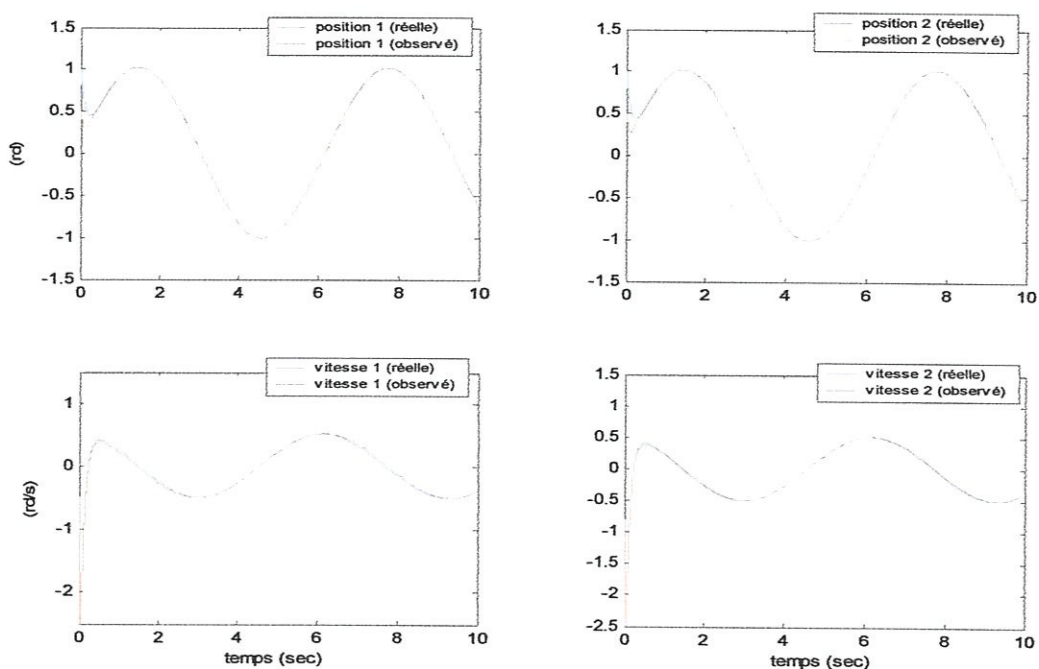 position 1 (réelle)
position 1 (observé)
1.5
1
0.5
0
-0.5
-1
-1.5
(rd)
0 2 4 6 8 10
position 2 (réelle)
position 2 (observé)
1.5
1
0.5
0
-0.5
-1
-1.5
0 2 4 6 8 10
vitesse 1 (réelle)
vitesse 1 (observé)
1
0
-1
-2
(rd/s)
0 2 4 6 8 10
temps (sec)
vitesse 2 (réelle)
vitesse 2 (observé)
1.5
1
0.5
0
-0.5
-1
-1.5
-2
-2.5
0 2 4 6 8 10
temps (sec)